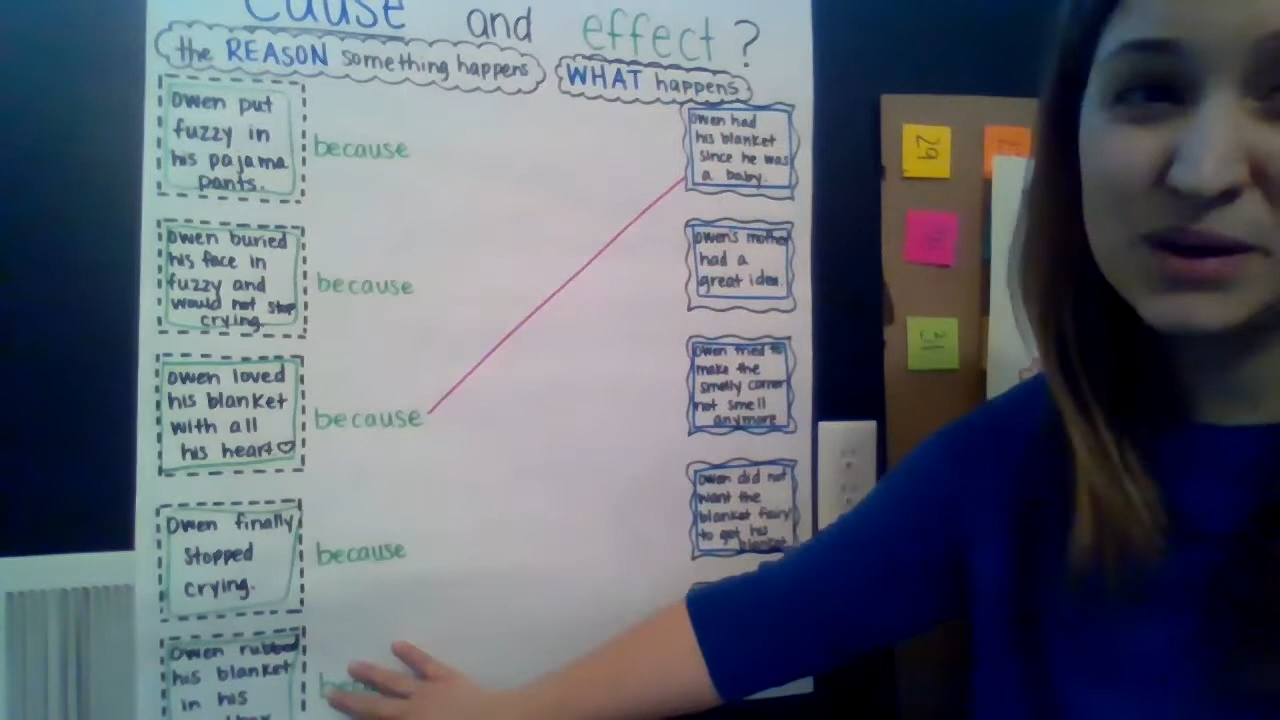 Cause and effect ?
the REASON something happens
WHAT happens
Owen put
fuzzy in
his pajama
pants.
because
Owen had
his blanket
since he was
a baby.
Owen buried
his face in
fuzzy and
would not stop
crying.
because
Owen's mother
had a
great idea.
Owen loved
his blanket
with all
his heart♡
because
Owen tried to
make the
smelly corner
not smell
anymore
Owen finally
stopped
crying.
because
Owen did not
want the
blanket fairy
to get his
blanket
Owen rubbed
his blanket
in his
29